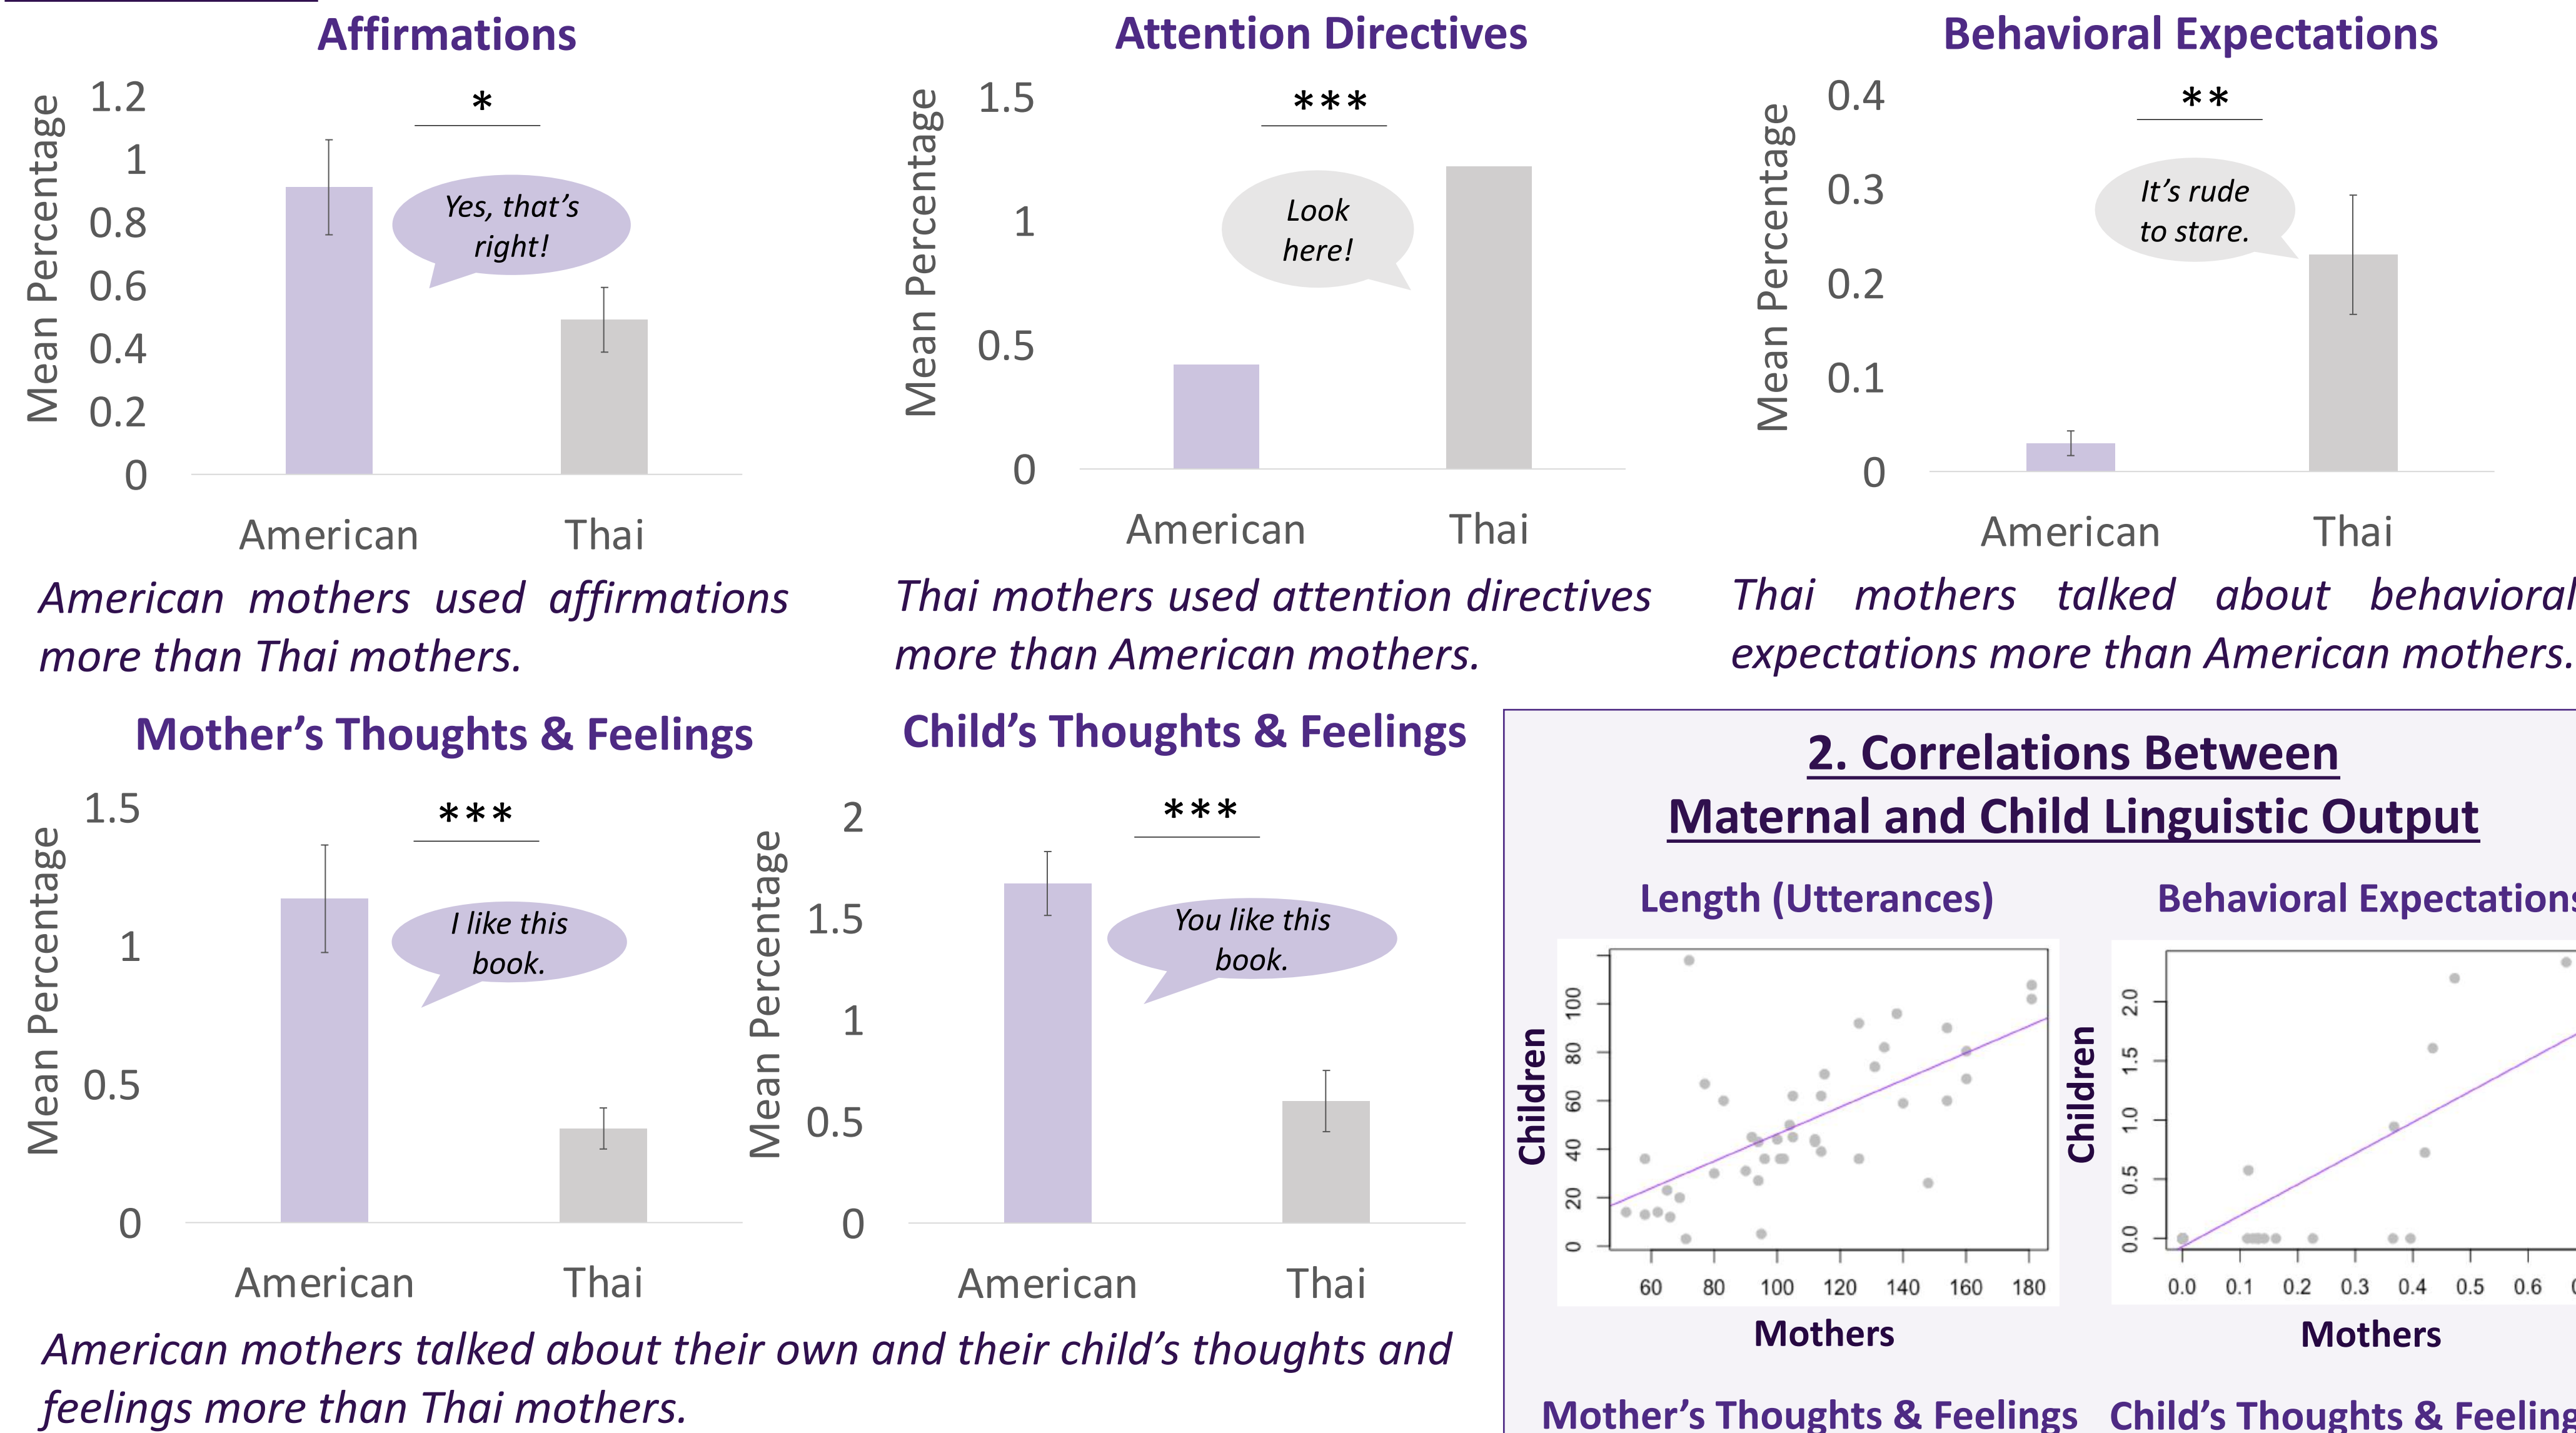 Affirmations
Mean Percentage
1.2
1
0.8
0.6
0.4
0.2
0
*
Yes, that's
right!
American
Thai
American mothers used affirmations
more than Thai mothers.
Attention Directives
Mean Percentage
1.5
1
0.5
0
***
Look
here!
American
Thai
Thai mothers used attention directives
more than American mothers.
Behavioral Expectations
Mean Percentage
0.4
0.3
0.2
0.1
0
**
It's rude
to stare.
American
Thai
Thai mothers talked about behavioral
expectations more than American mothers.
Mother's Thoughts & Feelings
Mean Percentage
1.5
1
0.5
0
***
I like this
book.
American
Thai
Child's Thoughts & Feelings
Mean Percentage
2
1.5
1
0.5
0
***
You like this
book.
American
Thai
American mothers talked about their own and their child's thoughts and
feelings more than Thai mothers.
2. Correlations Between
Maternal and Child Linguistic Output
Length (Utterances)
Children
100
80
60
40
20
0
60 80 100 120 140 160 180
Mothers
Behavioral Expectations
Children
2.0
1.5
1.0
0.5
0.0
0.0 0.1 0.2 0.3 0.4 0.5 0.6
Mothers
Mother's Thoughts & Feelings
Child's Thoughts & Feeling